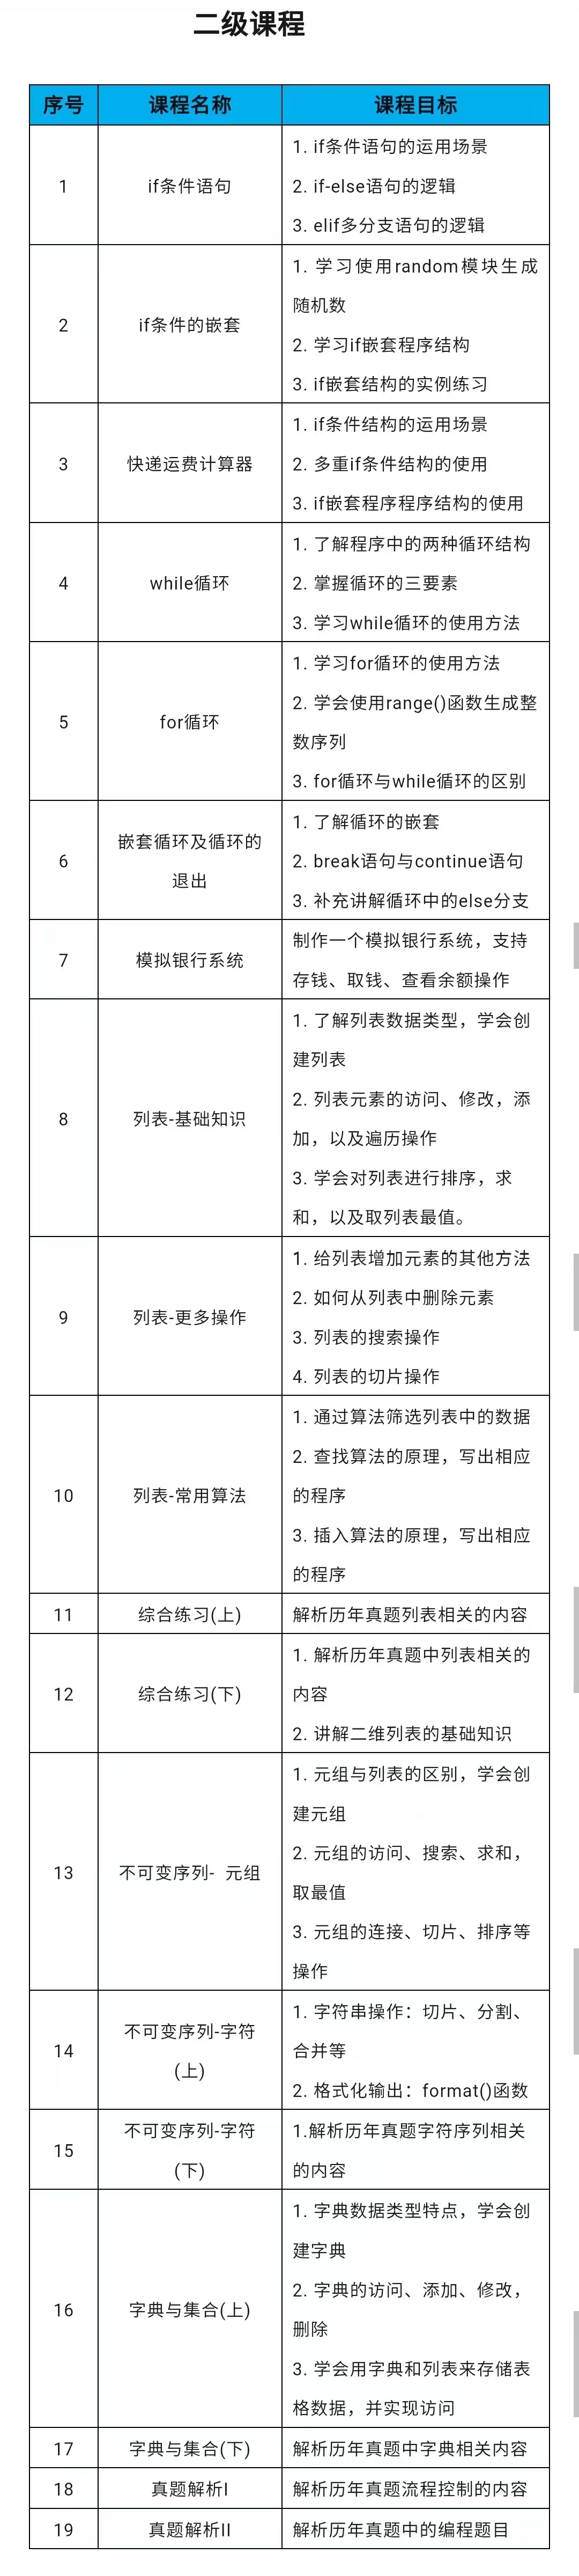 二级课程
序号 课程名称 课程目标
1 if条件语句
1. if条件语句的运用场景
2. if-else语句的逻辑
3. elif多分支语句的逻辑
2 if条件的嵌套
1. 学习使用random模块生成
随机数
2. 学习if嵌套程序结构
3. if嵌套结构的实例练习
3 快递运费计算器
1. if条件结构的运用场景
2. 多重if条件结构的使用
3. if嵌套程序程序结构的使用
4 while循环
1. 了解程序中的两种循环结构
2. 掌握循环的三要素
3. 学习while循环的使用方法
5 for循环
1. 学习for循环的使用方法
2. 学会使用range()函数生成整
数序列
3. for循环与while循环的区别
6 嵌套循环及循环的
退出
1. 了解循环的嵌套
2. break语句与continue语句
3. 补充讲解循环中的else分支
7 模拟银行系统
制作一个模拟银行系统，支持
存钱、取钱、查看余额操作
8 列表-基础知识
1. 了解列表数据类型，学会创
建列表
2. 列表元素的访问、修改，添
加，以及遍历操作
3. 学会对列表进行排序，求
和，以及取列表最值。
9 列表-更多操作
1. 给列表增加元素的其他方法
2. 如何从列表中删除元素
3. 列表的搜索操作
4. 列表的切片操作
10 列表-常用算法
1. 通过算法筛选列表中的数据
2. 查找算法的原理，写出相应
的程序
3. 插入算法的原理，写出相应
的程序
11 综合练习(上) 解析历年真题列表相关的内容
12 综合练习(下)
1. 解析历年真题中列表相关的
内容
2. 讲解二维列表的基础知识
13 不可变序列- 元组
1. 元组与列表的区别，学会创
建元组
2. 元组的访问、搜索、求和，
取最值
3. 元组的连接、切片、排序等
操作
14 不可变序列-字符
(上)
1. 字符串操作：切片、分割、
合并等
2. 格式化输出：format()函数
15 不可变序列-字符
(下)
1.解析历年真题字符序列相关
的内容
16 字典与集合(上)
1. 字典数据类型特点，学会创
建字典
2. 字典的访问、添加、修改，
删除
3. 学会用字典和列表来存储表
格数据，并实现访问
17 字典与集合(下) 解析历年真题中字典相关内容
18 真题解析I 解析历年真题流程控制的内容
19 真题解析II 解析历年真题中的编程题目